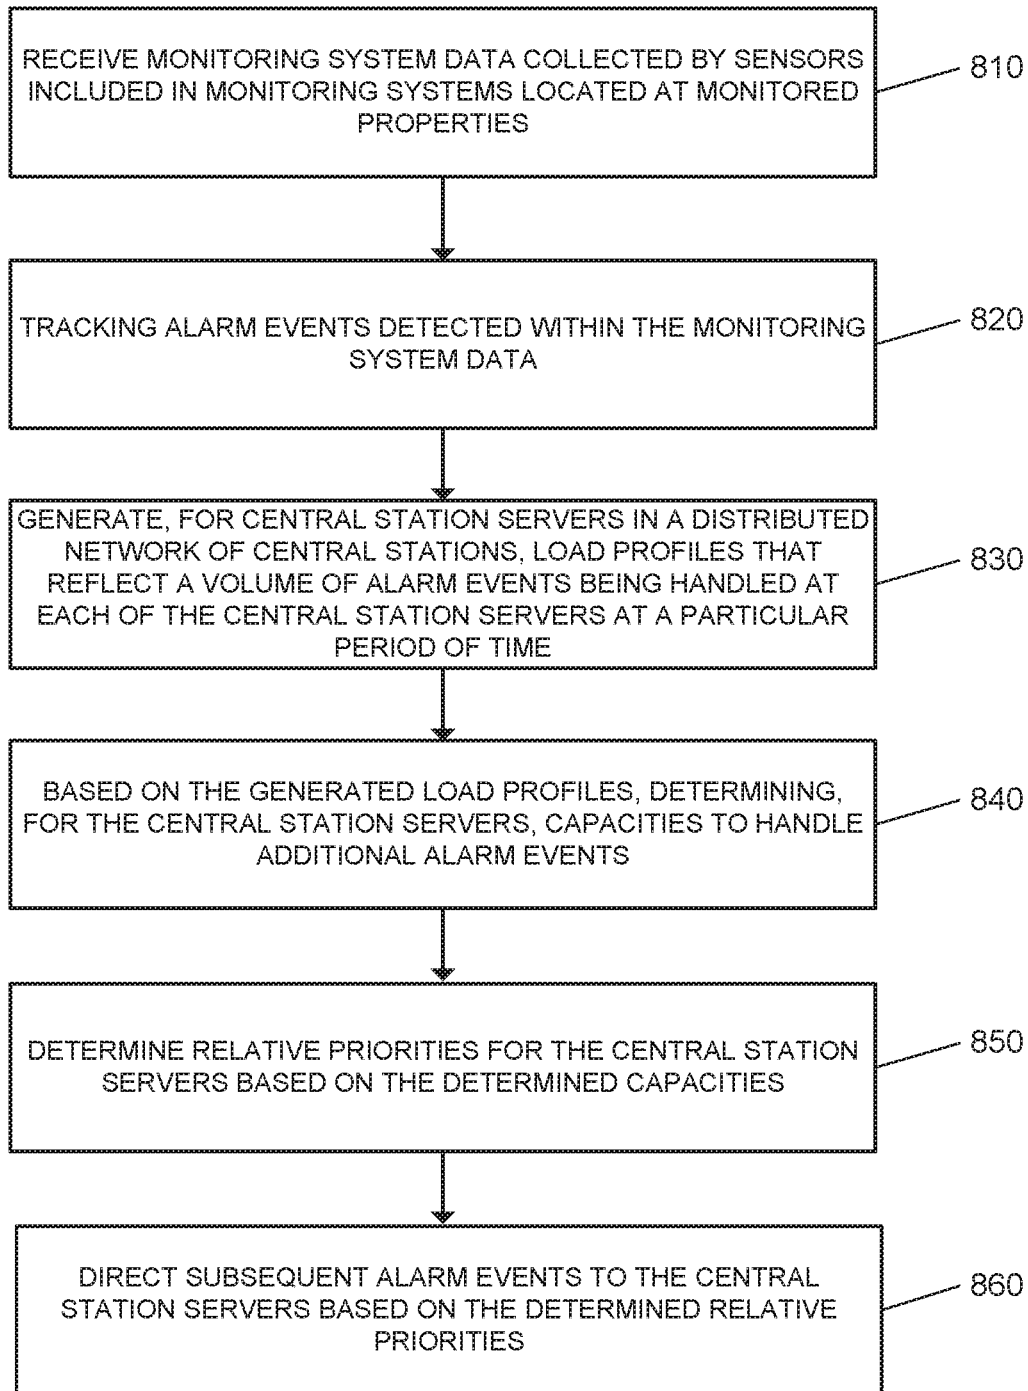 RECEIVE MONITORING SYSTEM DATA COLLECTED BY SENSORS
INCLUDED IN MONITORING SYSTEMS LOCATED AT MONITORED
PROPERTIES
810
TRACKING ALARM EVENTS DETECTED WITHIN THE MONITORING
SYSTEM DATA
820
GENERATE, FOR CENTRAL STATION SERVERS IN A DISTRIBUTED
NETWORK OF CENTRAL STATIONS, LOAD PROFILES THAT
REFLECT A VOLUME OF ALARM EVENTS BEING HANDLED AT
EACH OF THE CENTRAL STATION SERVERS AT A PARTICULAR
PERIOD OF TIME
830
BASED ON THE GENERATED LOAD PROFILES, DETERMINING,
FOR THE CENTRAL STATION SERVERS, CAPACITIES TO HANDLE
ADDITIONAL ALARM EVENTS
840
DETERMINE RELATIVE PRIORITIES FOR THE CENTRAL STATION
SERVERS BASED ON THE DETERMINED CAPACITIES
850
DIRECT SUBSEQUENT ALARM EVENTS TO THE CENTRAL
STATION SERVERS BASED ON THE DETERMINED RELATIVE
PRIORITIES
860